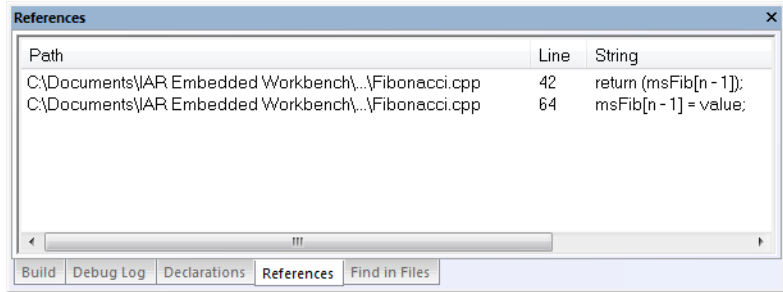 References
Path Line String
C:\Documents\IAR Embedded Workbench\...\Fibonacci.cpp 42 return (msFib[n - 1]);
C:\Documents\IAR Embedded Workbench\...\Fibonacci.cpp 64 msFib[n - 1] = value;
Build Debug Log Declarations References Find in Files